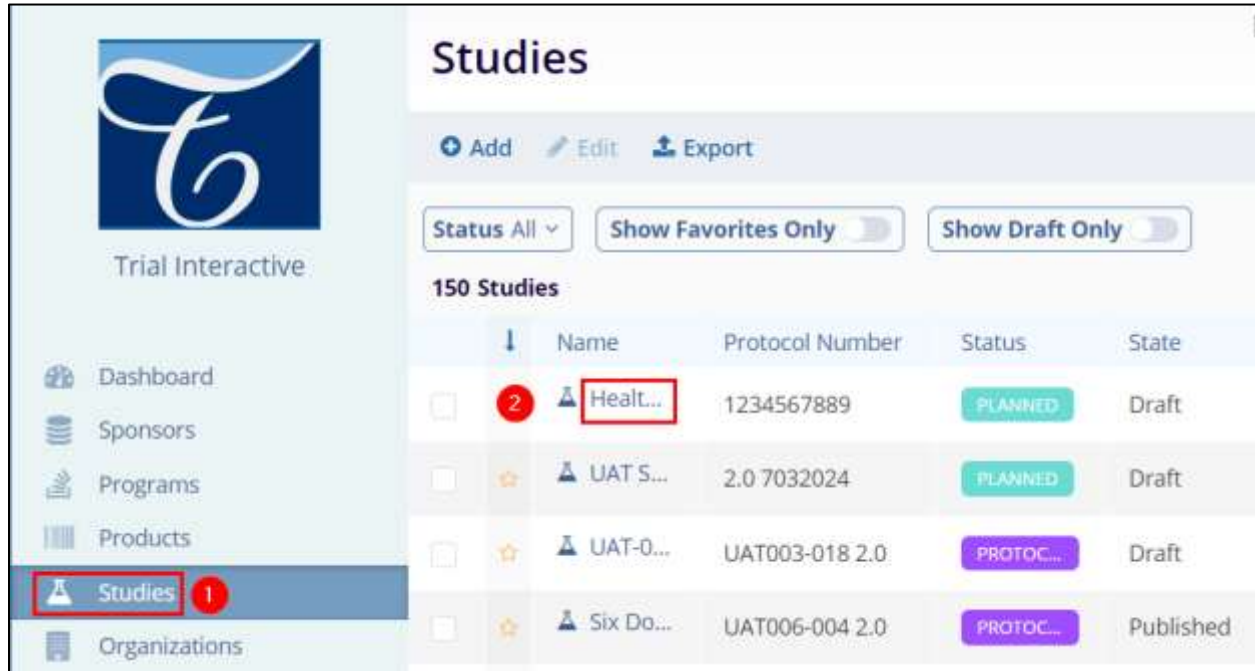 Trial Interactive
Dashboard
Sponsors
Programs
Products
Studies 1
Organizations
Studies
Add Edit Export
Status All Show Favorites Only Show Draft Only
150 Studies
Name Protocol Number Status State
2 Healt... 1234567889 PLANNED Draft
UAT S... 2.0 7032024 PLANNED Draft
UAT-0... UAT003-018 2.0 PROTOC... Draft
Six Do... UAT006-004 2.0 PROTOC... Published